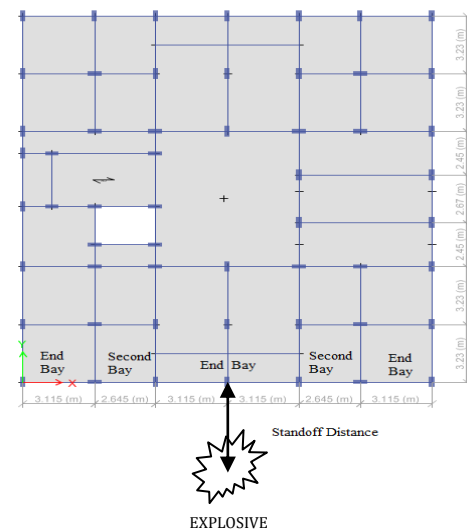 3.23 (m)
3.23 (m)
2.45 (m)
2.67 (m)
2.45 (m)
3.23 (m)
3.23 (m)
Y
X
End
Bay
Second
Bay
End Bay
Second
Bay
End
Bay
3.115 (m) 2.645 (m) 3.115 (m) 3.115 (m) 2.645 (m) 3.115 (m)
Standoff Distance
EXPLOSIVE